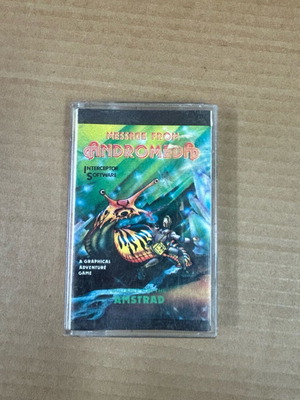 MESSAGE FROM
ANDROMEDA
INTERCEPTOR
SOFTWARE
A GRAPHICAL
ADVENTURE
GAME
AMSTRAD